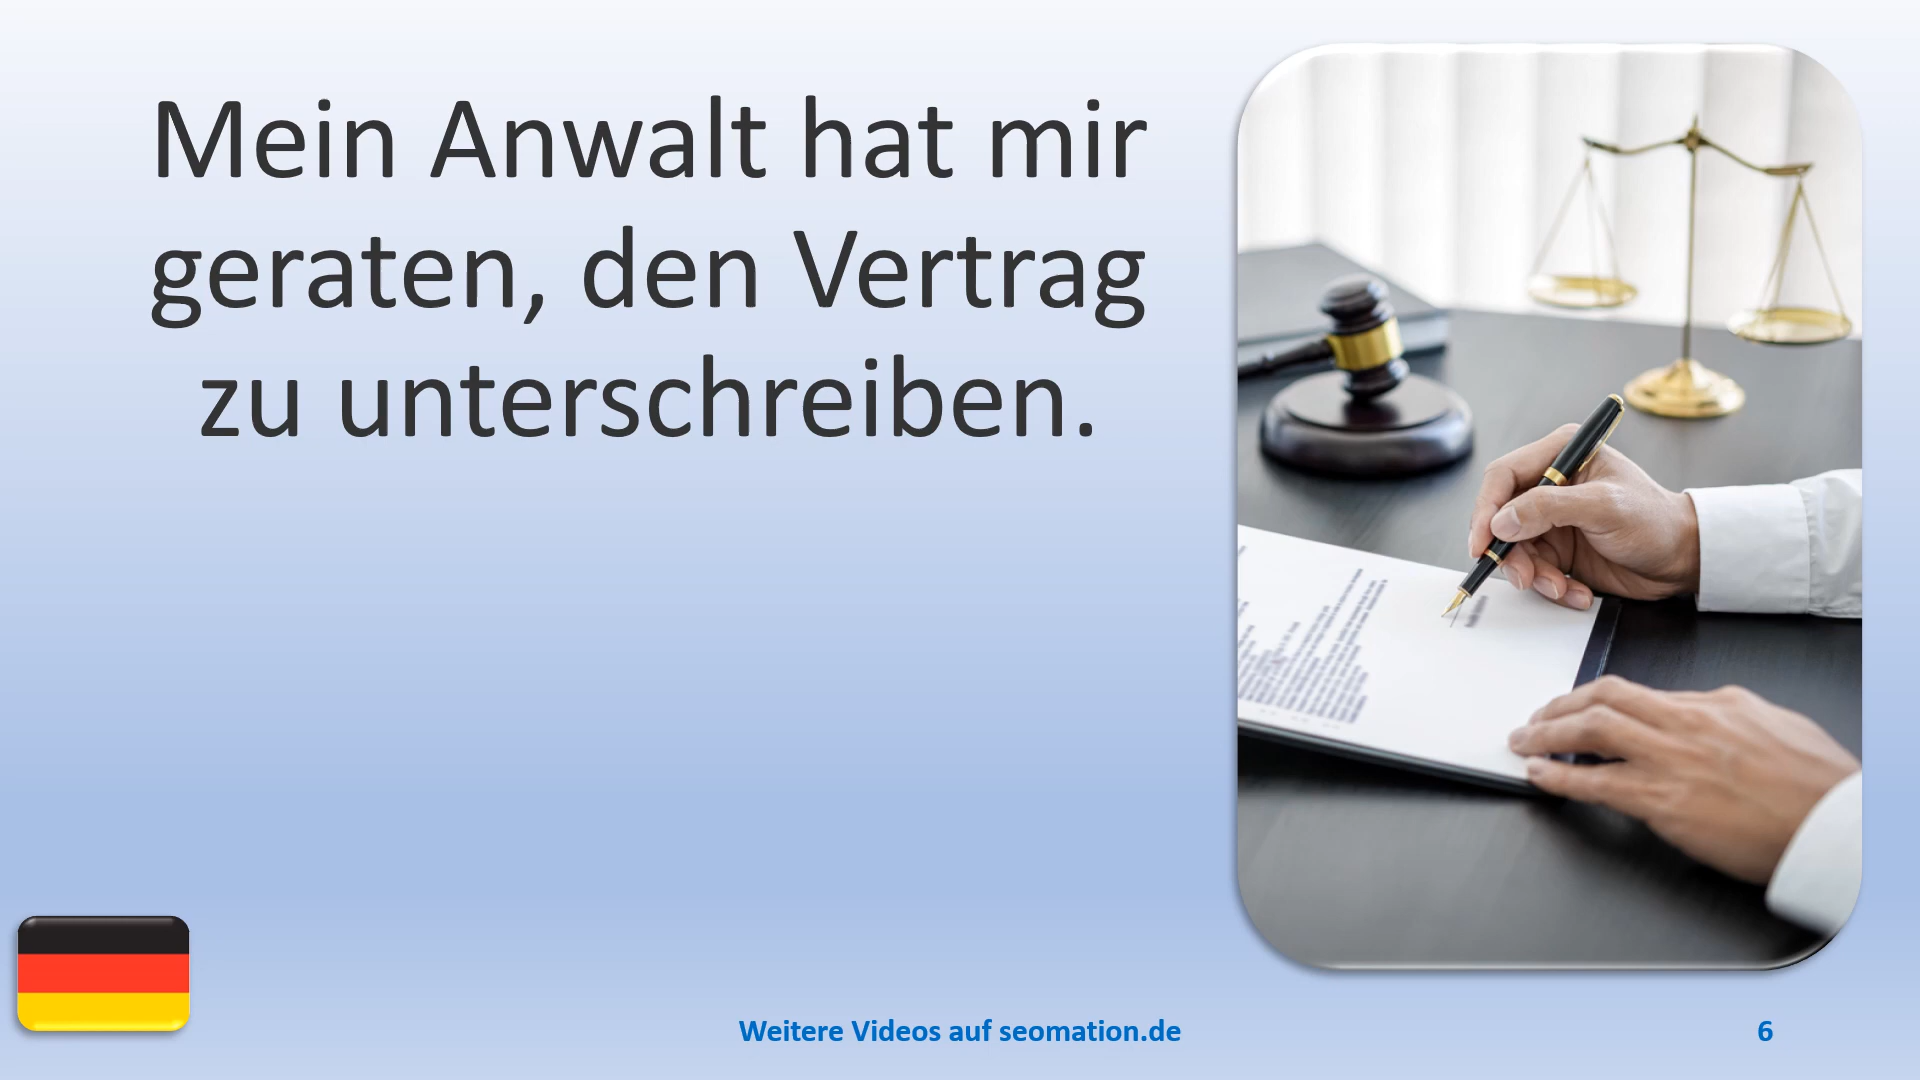 Mein Anwalt hat mir
geraten, den Vertrag
zu unterschreiben.
Weitere Videos auf seomation.de
6